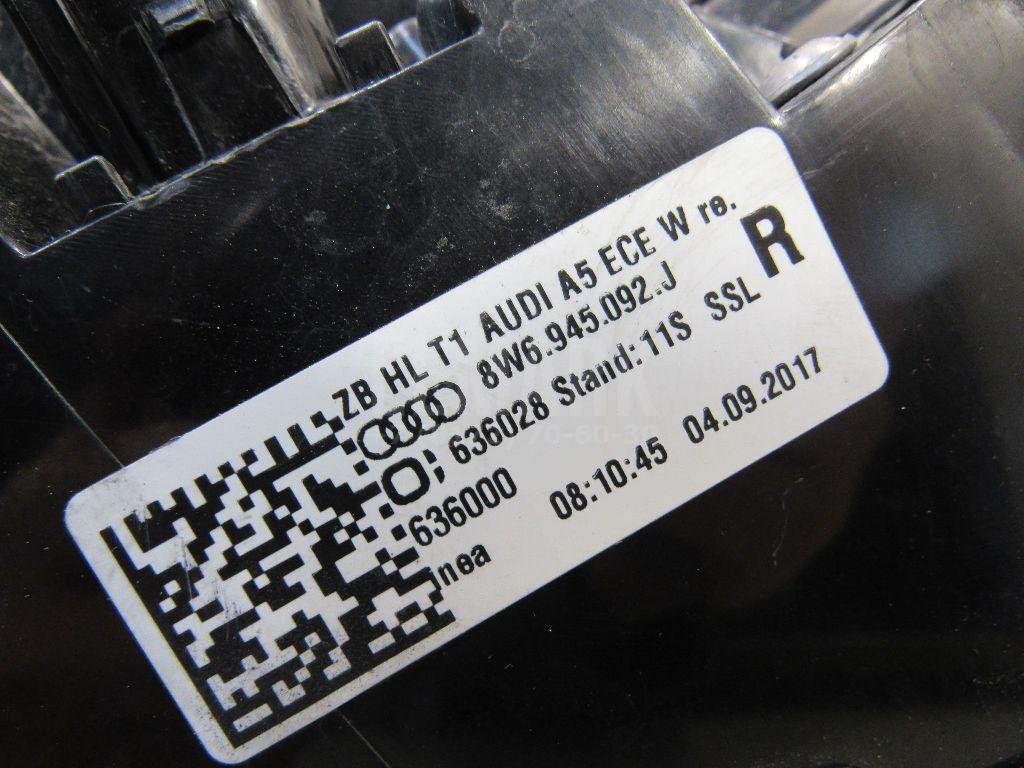 ZB HL T1 AUDI A5 ECE W re.
8W6.945.092.J
R
636028 Stand:11S SSL
636000 08:10:45 04.09.2017
nea